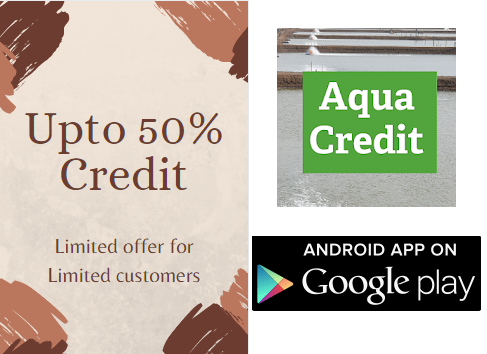 Upto 50%
Credit
Limited offer for
Limited customers
Aqua
Credit
ANDROID APP ON
Google play